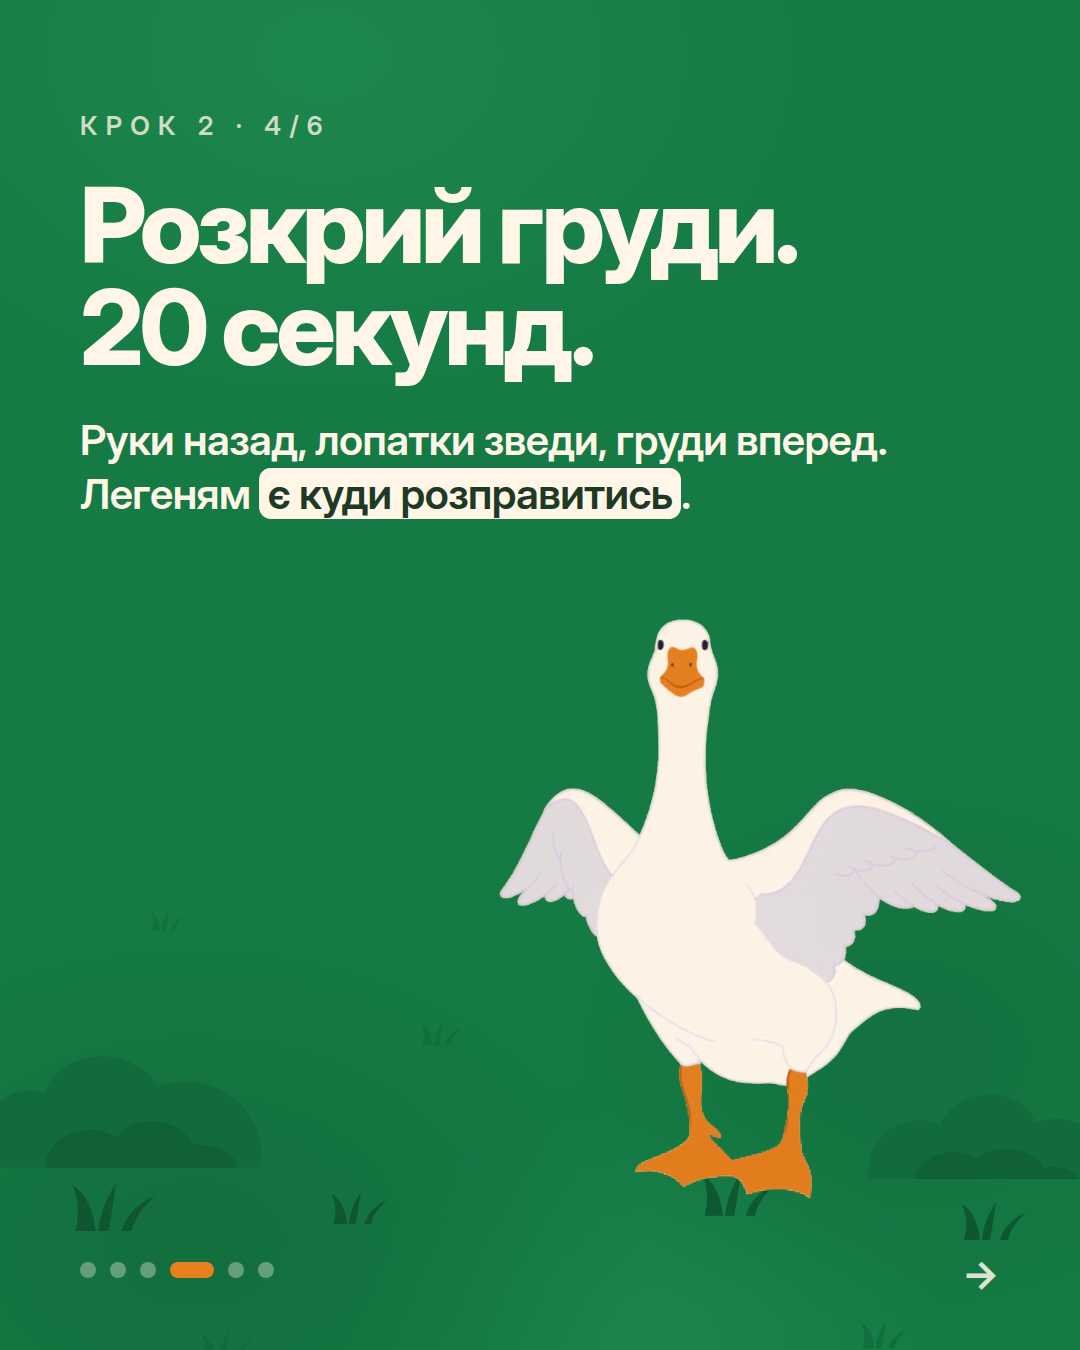 КРОК 2 · 4/6
Розкрий груди.
20 секунд.
Руки назад, лопатки зведи, груди вперед.
Легеням є куди розправитись.